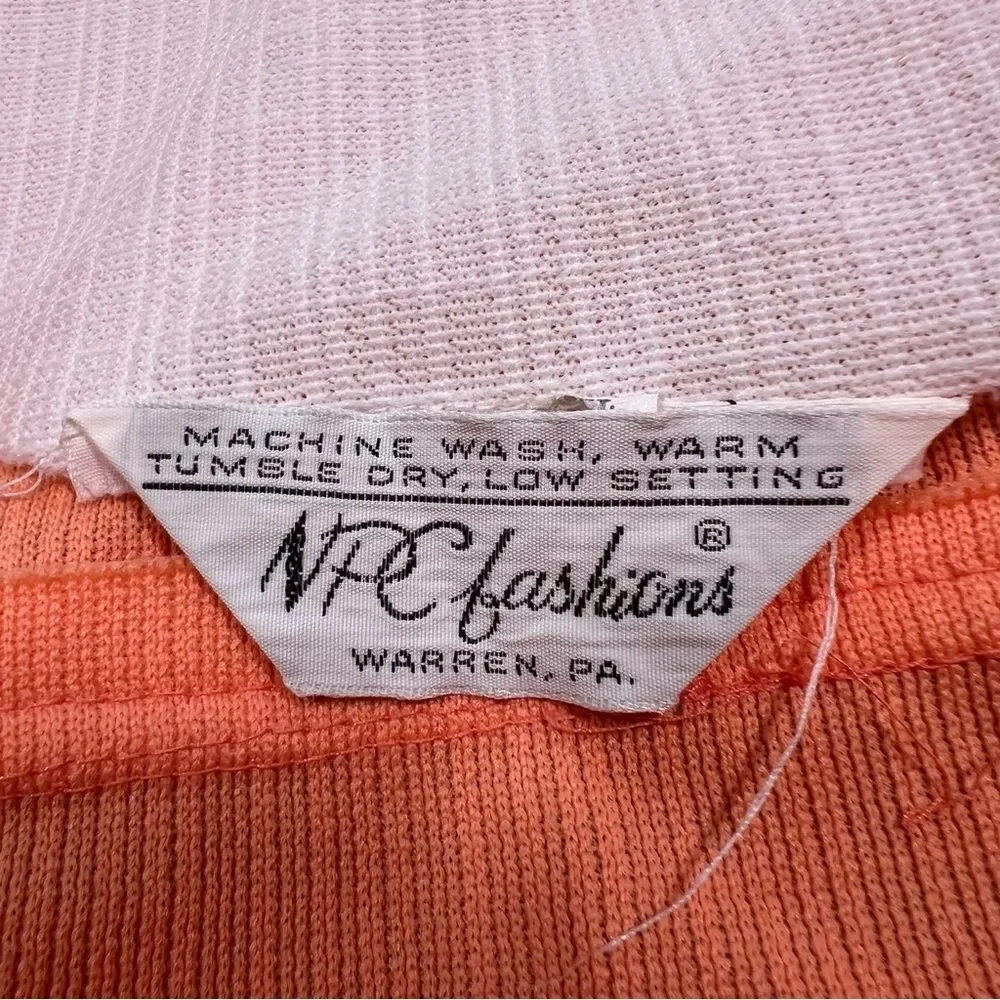 MACHINE WASH, WARM
TUMBLE DRY, LOW SETTING
NPC fashions ®
WARREN, PA.